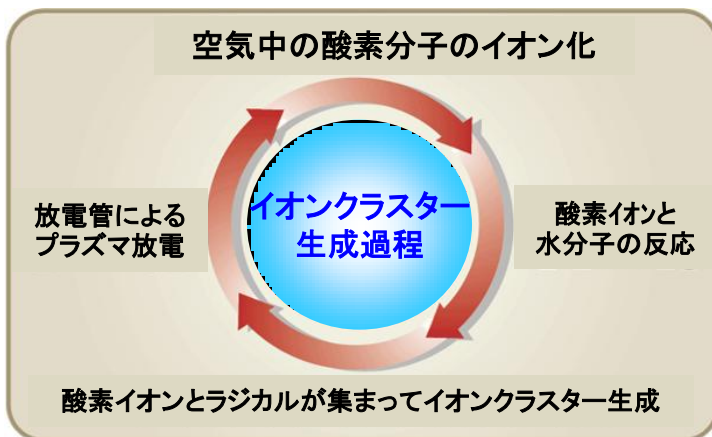 空気中の酸素分子のイオン化
イオンクラスター
生成過程
放電管による
プラズマ放電
酸素イオンと
水分子の反応
酸素イオンとラジカルが集まってイオンクラスター生成